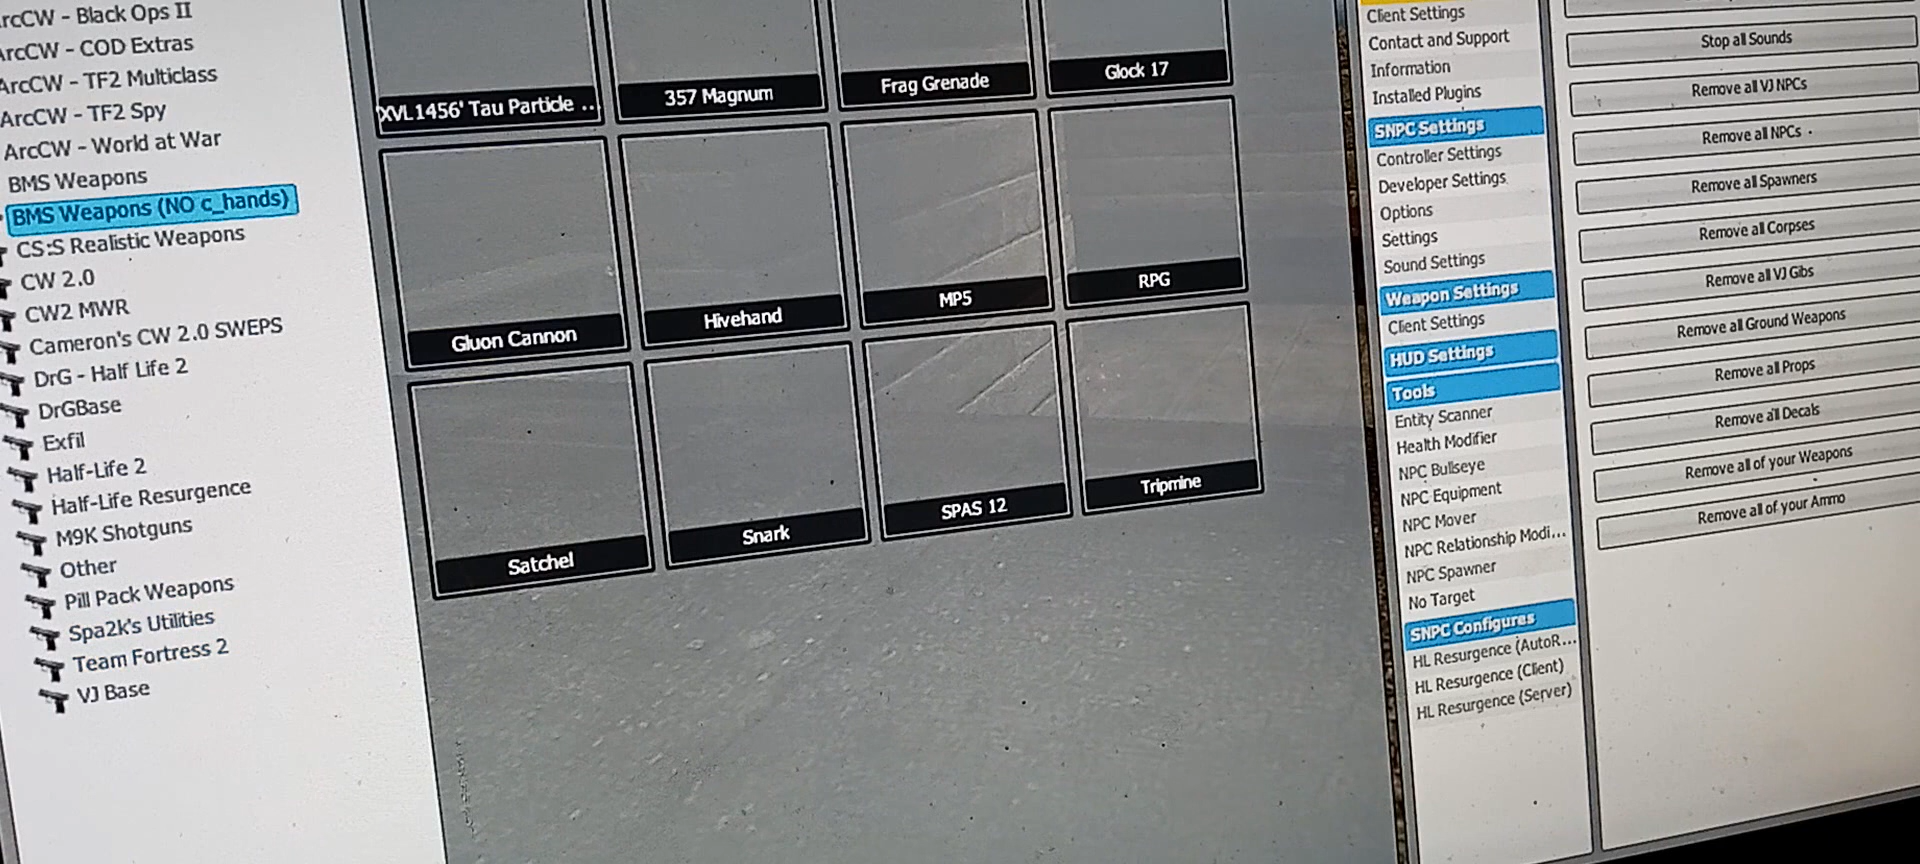 rcCW - Black Ops II
ArcCW - COD Extras
ArcCW - TF2 Multiclass
ArcCW - TF2 Spy
ArcCW - World at War
BMS Weapons
BMS Weapons (NO c_hands)
CS:S Realistic Weapons
CW 2.0
CW2 MWR
Cameron's CW 2.0 SWEPS
DrG - Half Life 2
DrGBase
Exfil
Half-Life 2
Half-Life Resurgence
M9K Shotguns
Other
Pill Pack Weapons
Spa2k's Utilities
Team Fortress 2
VJ Base
'XVL1456' Tau Particle ...
357 Magnum
Frag Grenade
Glock 17
Gluon Cannon
Hivehand
MP5
RPG
Satchel
Snark
SPAS 12
Tripmine
Client Settings
Contact and Support
Information
Installed Plugins
SNPC Settings
Controller Settings
Developer Settings
Options
Settings
Sound Settings
Weapon Settings
Client Settings
HUD Settings
Tools
Entity Scanner
Health Modifier
NPC Bullseye
NPC Equipment
NPC Mover
NPC Relationship Modi...
NPC Spawner
No Target
SNPC Configures
HL Resurgence (AutoR...
HL Resurgence (Client)
HL Resurgence (Server)
Stop all Sounds
Remove all VJ NPCs
Remove all NPCs
Remove all Spawners
Remove all Corpses
Remove all VJ Gibs
Remove all Ground Weapons
Remove all Props
Remove all Decals
Remove all of your Weapons
Remove all of your Ammo